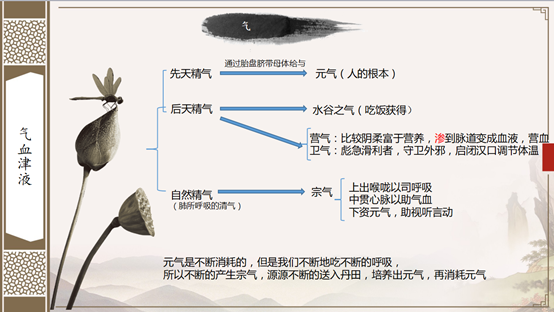 气
气血津液
通过胎盘脐带母体给与
先天精气
元气（人的根本）
后天精气
水谷之气（吃饭获得）
营气：比较阴柔富于营养，渗到脉道变成血液，营血
卫气：彪急滑利者，守卫外邪，启闭汉口调节体温
自然精气
（肺所呼吸的清气）
宗气
上出喉咙以司呼吸
中贯心脉以助气血
下资元气，助视听言动
元气是不断消耗的，但是我们不断地吃不断的呼吸，
所以不断的产生宗气，源源不断的送入丹田，培养出元气，再消耗元气